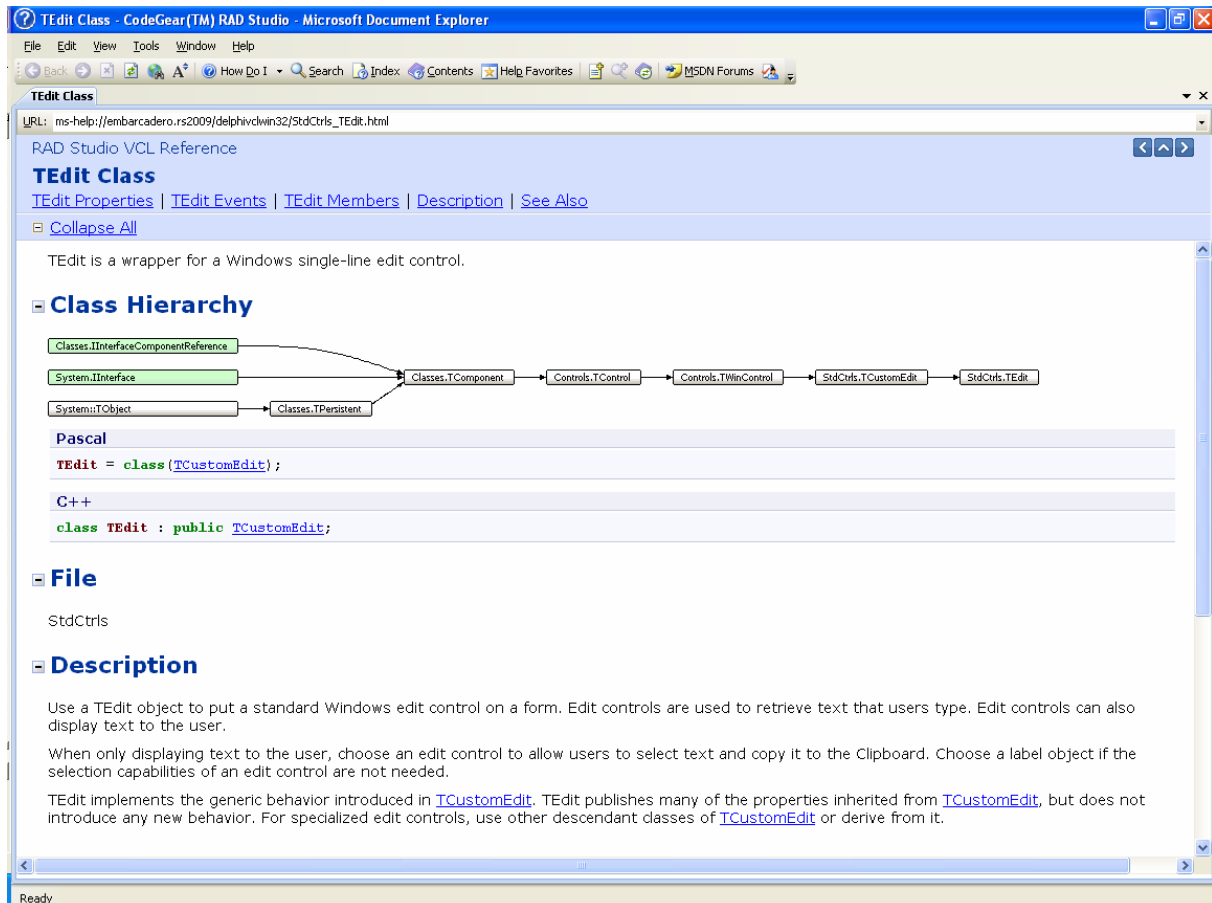 TEdit Class - CodeGear(TM) RAD Studio - Microsoft Document Explorer
File Edit View Tools Window Help
Back How Do I Search Index Contents Help Favorites MSDN Forums
TEdit Class
URL: ms-help://embarcadero.rs2009/delphivclwin32/StdCtrls_TEdit.html
RAD Studio VCL Reference
TEdit Class
TEdit Properties | TEdit Events | TEdit Members | Description | See Also
Collapse All
TEdit is a wrapper for a Windows single-line edit control.
Class Hierarchy
Classes.IInterfaceComponentReference
System.IInterface
Classes.TComponent
Controls.TControl
Controls.TWinControl
StdCtrls.TCustomEdit
StdCtrls.TEdit
System::TObject
Classes.TPersistent
Pascal
TEdit = class(TCustomEdit);
C++
class TEdit : public TCustomEdit;
File
StdCtrls
Description
Use a TEdit object to put a standard Windows edit control on a form. Edit controls are used to retrieve text that users type. Edit controls can also
display text to the user.
When only displaying text to the user, choose an edit control to allow users to select text and copy it to the Clipboard. Choose a label object if the
selection capabilities of an edit control are not needed.
TEdit implements the generic behavior introduced in TCustomEdit. TEdit publishes many of the properties inherited from TCustomEdit, but does not
introduce any new behavior. For specialized edit controls, use other descendant classes of TCustomEdit or derive from it.
Ready